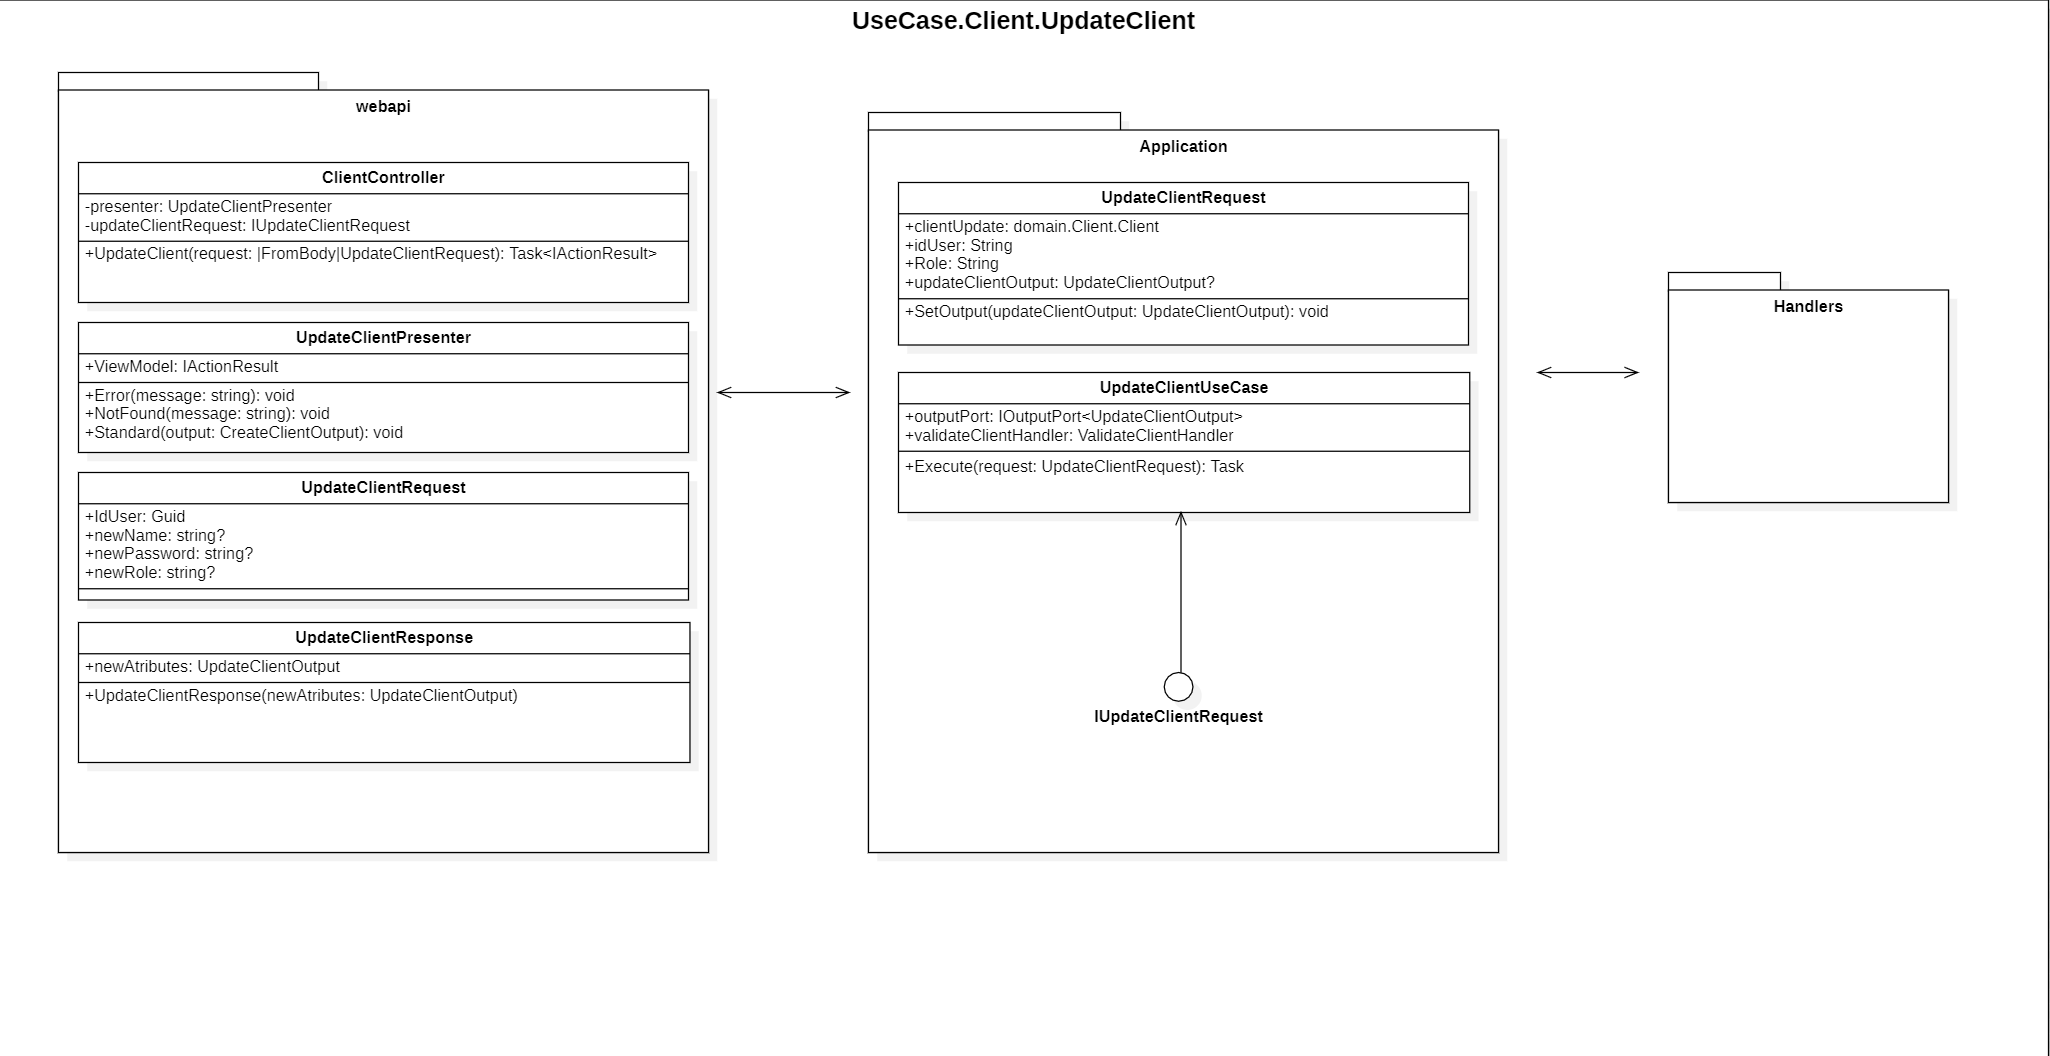 UseCase.Client.UpdateClient
webapi
ClientController
-presenter: UpdateClientPresenter
-updateClientRequest: IUpdateClientRequest
+UpdateClient(request: |FromBody|UpdateClientRequest): Task<IActionResult>
UpdateClientPresenter
+ViewModel: IActionResult
+Error(message: string): void
+NotFound(message: string): void
+Standard(output: CreateClientOutput): void
UpdateClientRequest
+IdUser: Guid
+newName: string?
+newPassword: string?
+newRole: string?
UpdateClientResponse
+newAtributes: UpdateClientOutput
+UpdateClientResponse(newAtributes: UpdateClientOutput)
Application
UpdateClientRequest
+clientUpdate: domain.Client.Client
+idUser: String
+Role: String
+updateClientOutput: UpdateClientOutput?
+SetOutput(updateClientOutput: UpdateClientOutput): void
UpdateClientUseCase
+outputPort: IOutputPort<UpdateClientOutput>
+validateClientHandler: ValidateClientHandler
+Execute(request: UpdateClientRequest): Task
IUpdateClientRequest
Handlers